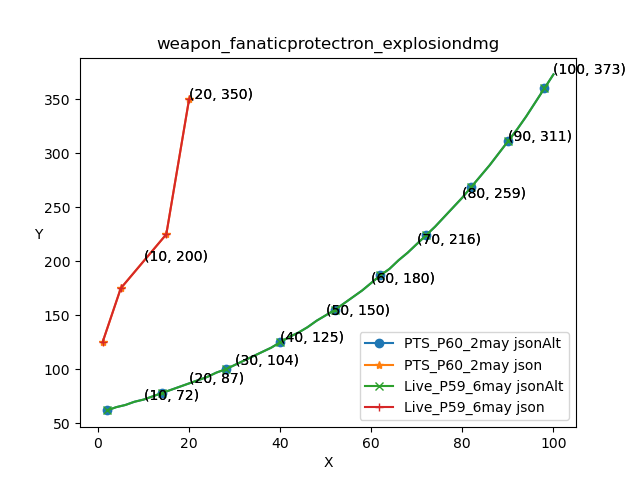 weapon_fanaticprotectron_explosiondmg
(100, 373)
(20, 350)
350
(90, 311)
300
(80, 259)
250
Y
(70, 216)
(10, 200)
200
(60, 180)
(50, 150)
150
(40, 125)
(30, 104)
100
(20, 87)
(10, 72)
50
PTS_P60_2may jsonAlt
PTS_P60_2may json
Live_P59_6may jsonAlt
Live_P59_6may json
0 20 40 60 80 100
X